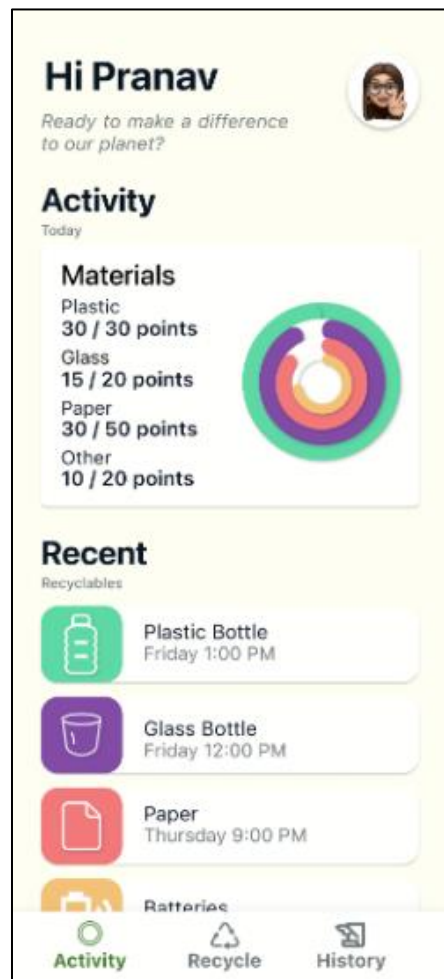 Hi Pranav
Ready to make a difference
to our planet?
Activity
Today
Materials
Plastic
30 / 30 points
Glass
15 / 20 points
Paper
30 / 50 points
Other
10 / 20 points
Recent
Recyclables
Plastic Bottle
Friday 1:00 PM
Glass Bottle
Friday 12:00 PM
Paper
Thursday 9:00 PM
Batteries
Activity
Recycle
History